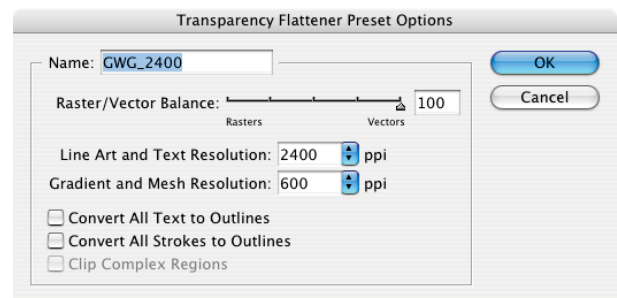 Transparency Flattener Preset Options
Name: GWG_2400
OK
Raster/Vector Balance: 100
Cancel
Rasters Vectors
Line Art and Text Resolution: 2400 ppi
Gradient and Mesh Resolution: 600 ppi
Convert All Text to Outlines
Convert All Strokes to Outlines
Clip Complex Regions